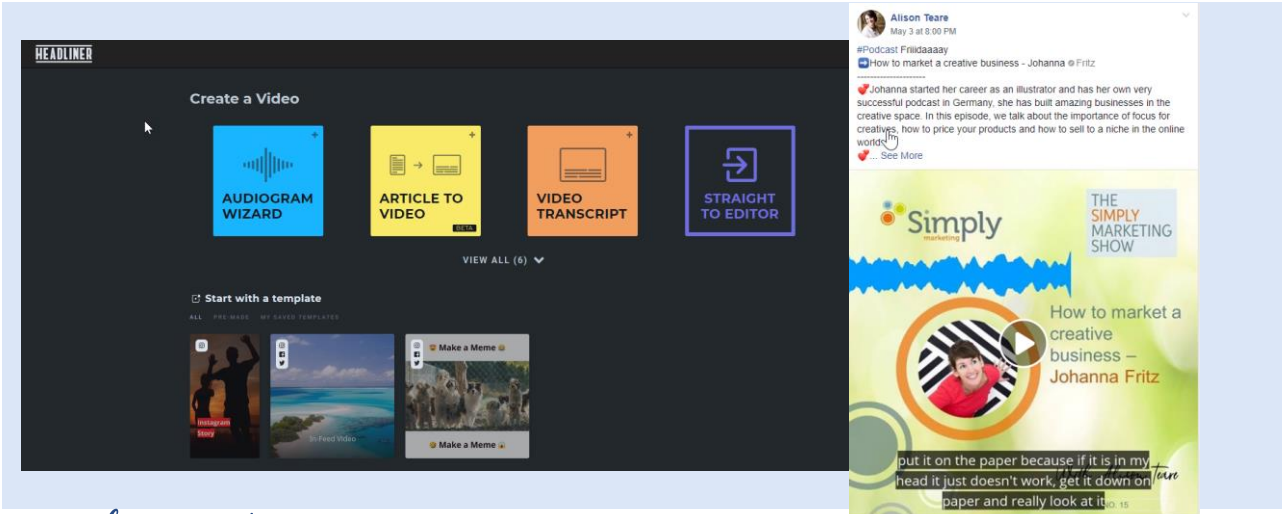 HEADLINER
Create a Video
AUDIOGRAM
WIZARD
ARTICLE TO
VIDEO
BETA
VIDEO
TRANSCRIPT
STRAIGHT
TO EDITOR
VIEW ALL (6)
Start with a template
ALL PRE-MADE MY SAVED TEMPLATES
Instagram
Story
In-Feed Video
Make a Meme
Make a Meme
Alison Teare
May 3 at 8:00 PM
#Podcast Friiidaaaay
➡️How to market a creative business - Johanna Fritz
----------------------
💕Johanna started her career as an illustrator and has her own very
successful podcast in Germany, she has built amazing businesses in the
creative space. In this episode, we talk about the importance of focus for
creatives, how to price your products and how to sell to a niche in the online
world
💕... See More
Simply
marketing
THE
SIMPLY
MARKETING
SHOW
How to market a
creative
business –
Johanna Fritz
put it on the paper because if it is in my
head it just doesn't work, get it down on
paper and really look at it
With Alison Teare
NO: 15